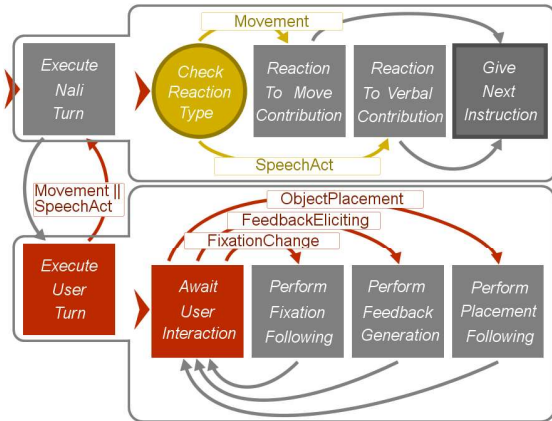 Movement
Execute
Nali
Turn
Check
Reaction
Type
Reaction
To Move
Contribution
Reaction
To Verbal
Contribution
Give
Next
Instruction
SpeechAct
Movement ||
SpeechAct
ObjectPlacement
FeedbackEliciting
FixationChange
Execute
User
Turn
Await
User
Interaction
Perform
Fixation
Following
Perform
Feedback
Generation
Perform
Placement
Following